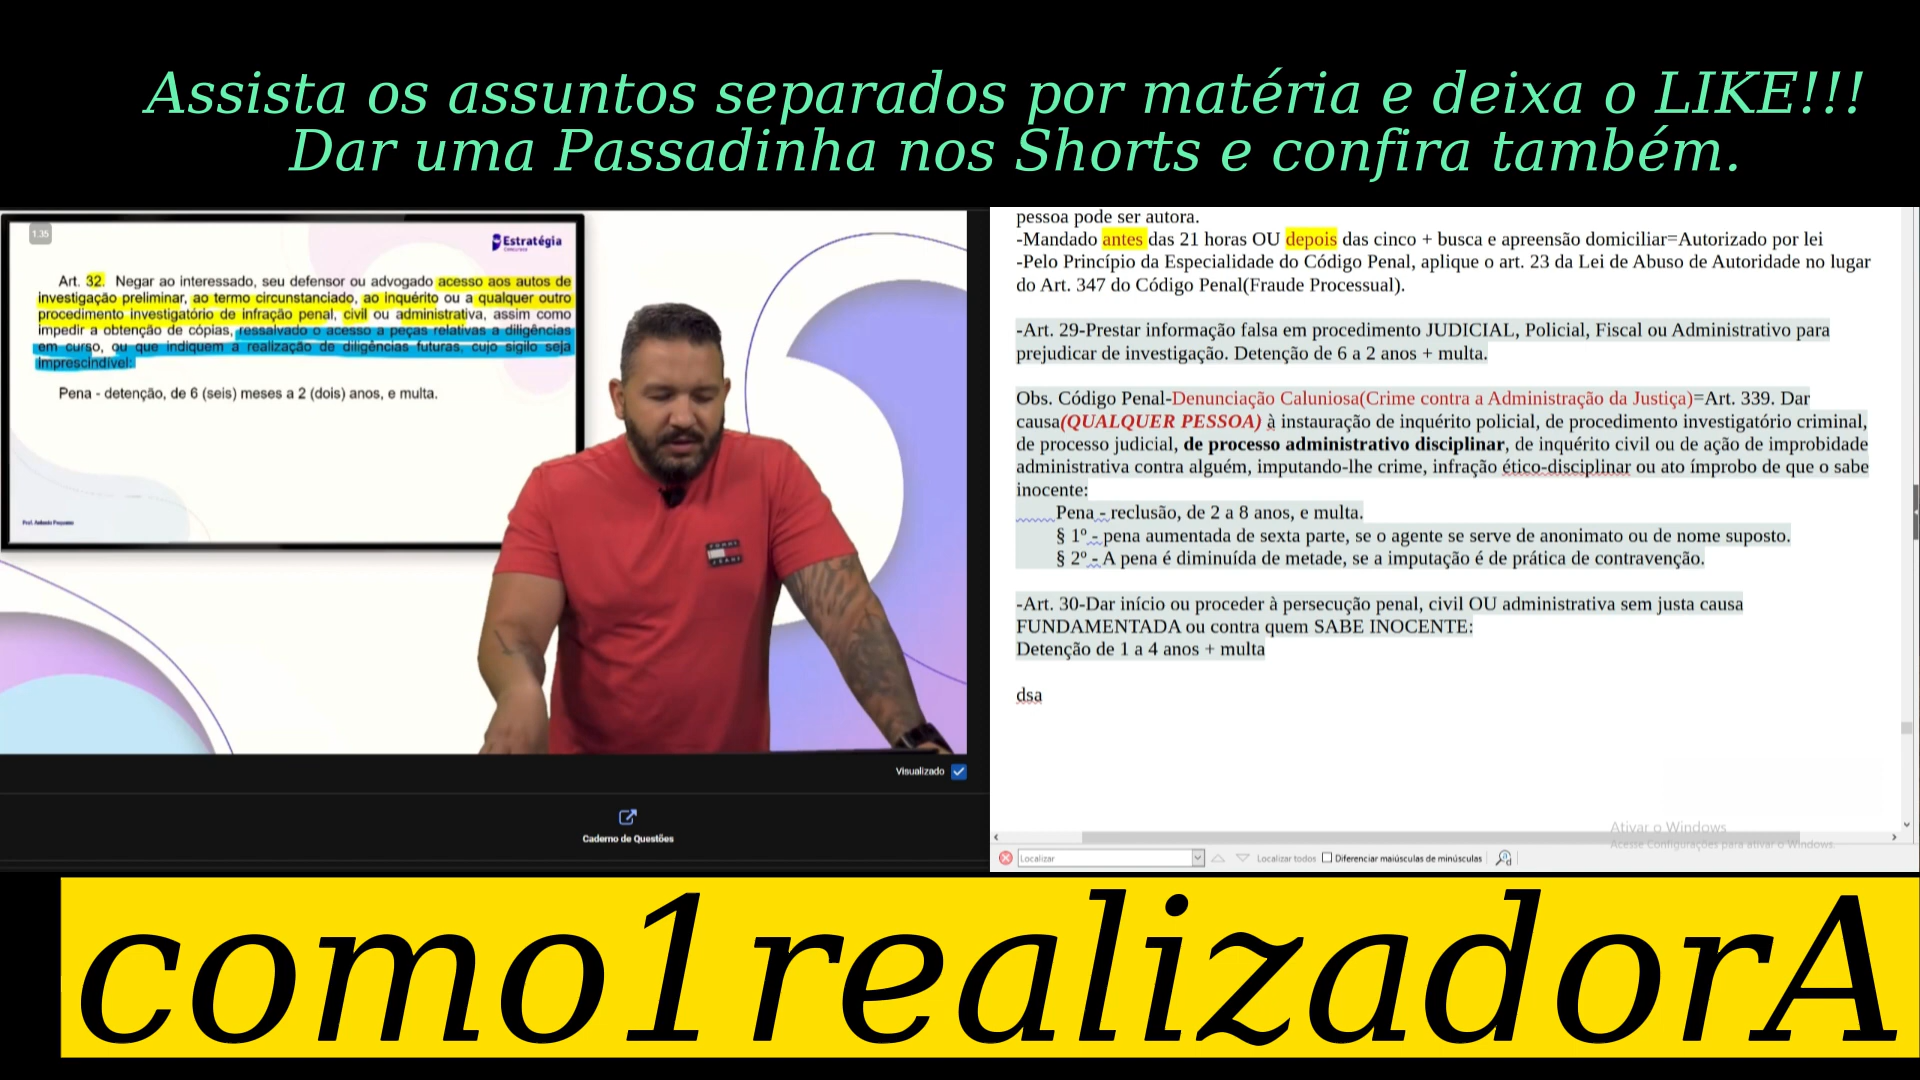 Assista os assuntos separados por matéria e deixa o LIKE!!!
Dar uma Passadinha nos Shorts e confira também.
1.35
Estratégia
Concursos
Art. 32. Negar ao interessado, seu defensor ou advogado acesso aos autos de
investigação preliminar, ao termo circunstanciado, ao inquérito ou a qualquer outro
procedimento investigatório de infração penal, civil ou administrativa, assim como
impedir a obtenção de cópias, ressalvado o acesso a peças relativas a diligências
em curso, ou que indiquem a realização de diligências futuras, cujo sigilo seja
imprescindível:
Pena - detenção, de 6 (seis) meses a 2 (dois) anos, e multa.
Prof. Antonio Pequeno
TOMMY
JEANS
Visualizado
Caderno de Questões
pessoa pode ser autora.
-Mandado antes das 21 horas OU depois das cinco + busca e apreensão domiciliar=Autorizado por lei
-Pelo Princípio da Especialidade do Código Penal, aplique o art. 23 da Lei de Abuso de Autoridade no lugar
do Art. 347 do Código Penal(Fraude Processual).
-Art. 29-Prestar informação falsa em procedimento JUDICIAL, Policial, Fiscal ou Administrativo para
prejudicar de investigação. Detenção de 6 a 2 anos + multa.
Obs. Código Penal-Denunciação Caluniosa(Crime contra a Administração da Justiça)=Art. 339. Dar
causa(QUALQUER PESSOA) à instauração de inquérito policial, de procedimento investigatório criminal,
de processo judicial, de processo administrativo disciplinar, de inquérito civil ou de ação de improbidade
administrativa contra alguém, imputando-lhe crime, infração ético-disciplinar ou ato ímprobo de que o sabe
inocente:
Pena - reclusão, de 2 a 8 anos, e multa.
§ 1º - pena aumentada de sexta parte, se o agente se serve de anonimato ou de nome suposto.
§ 2º - A pena é diminuída de metade, se a imputação é de prática de contravenção.
-Art. 30-Dar início ou proceder à persecução penal, civil OU administrativa sem justa causa
FUNDAMENTADA ou contra quem SABE INOCENTE:
Detenção de 1 a 4 anos + multa
dsa
Ativar o Windows
Acesse Configurações para ativar o Windows.
Localizar
Localizar todos
Diferenciar maiúsculas de minúsculas
como1realizadorA